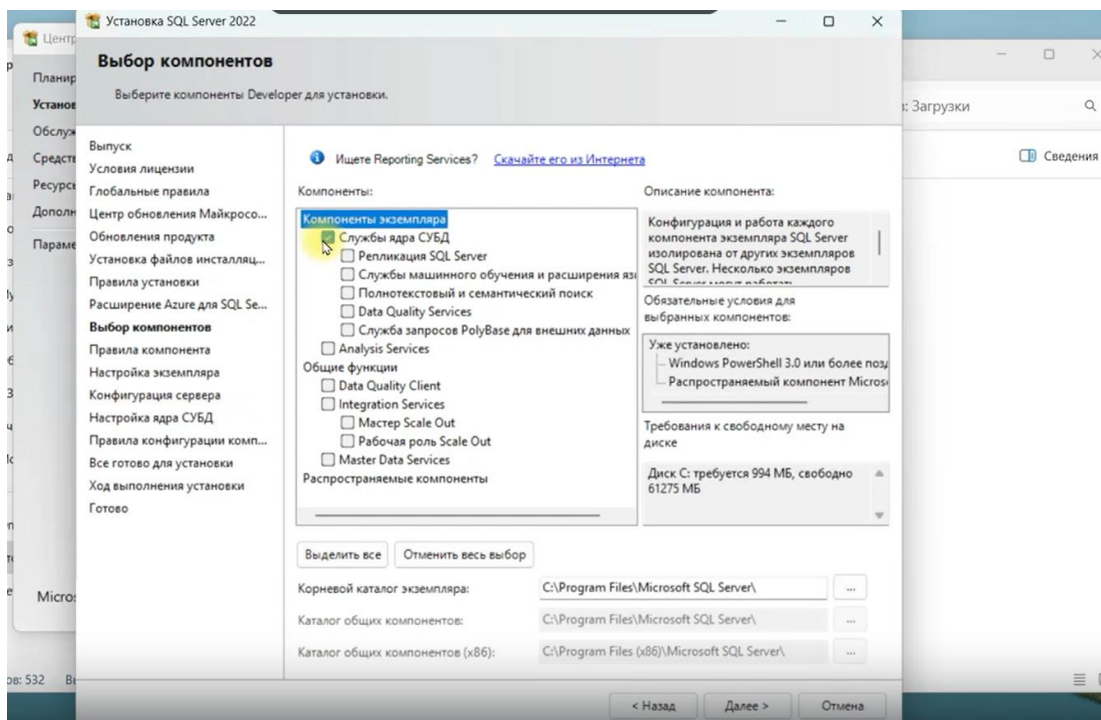 Установка SQL Server 2022
Выбор компонентов
Выберите компоненты Developer для установки.
Выпуск
Условия лицензии
Глобальные правила
Центр обновления Майкросо...
Обновления продукта
Установка файлов инсталляц...
Правила установки
Расширение Azure для SQL Se...
Выбор компонентов
Правила компонента
Настройка экземпляра
Конфигурация сервера
Настройка ядра СУБД
Правила конфигурации комп...
Все готово для установки
Ход выполнения установки
Готово
Ищете Reporting Services? Скачайте его из Интернета
Компоненты:
Компоненты экземпляра
Службы ядра СУБД
Репликация SQL Server
Службы машинного обучения и расширения язы
Полнотекстовый и семантический поиск
Data Quality Services
Служба запросов PolyBase для внешних данных
Analysis Services
Общие функции
Data Quality Client
Integration Services
Мастер Scale Out
Рабочая роль Scale Out
Master Data Services
Распространяемые компоненты
Описание компонента:
Конфигурация и работа каждого
компонента экземпляра SQL Server
изолирована от других экземпляров
SQL Server. Несколько экземпляров
SQL Server могут работать
Обязательные условия для
выбранных компонентов:
Уже установлено:
Windows PowerShell 3.0 или более позд
Распространяемый компонент Micros
Требования к свободному месту на
диске
Диск C: требуется 994 МБ, свободно
61275 МБ
Выделить все Отменить весь выбор
Корневой каталог экземпляра: C:\Program Files\Microsoft SQL Server\ ...
Каталог общих компонентов: C:\Program Files\Microsoft SQL Server\ ...
Каталог общих компонентов (x86): C:\Program Files (x86)\Microsoft SQL Server\ ...
< Назад Далее > Отмена
Центр
Планир
Установ
Обслуж
Средств
Ресурсы
Дополн
Параме
Micros
ов: 532
в: Загрузки
Сведения